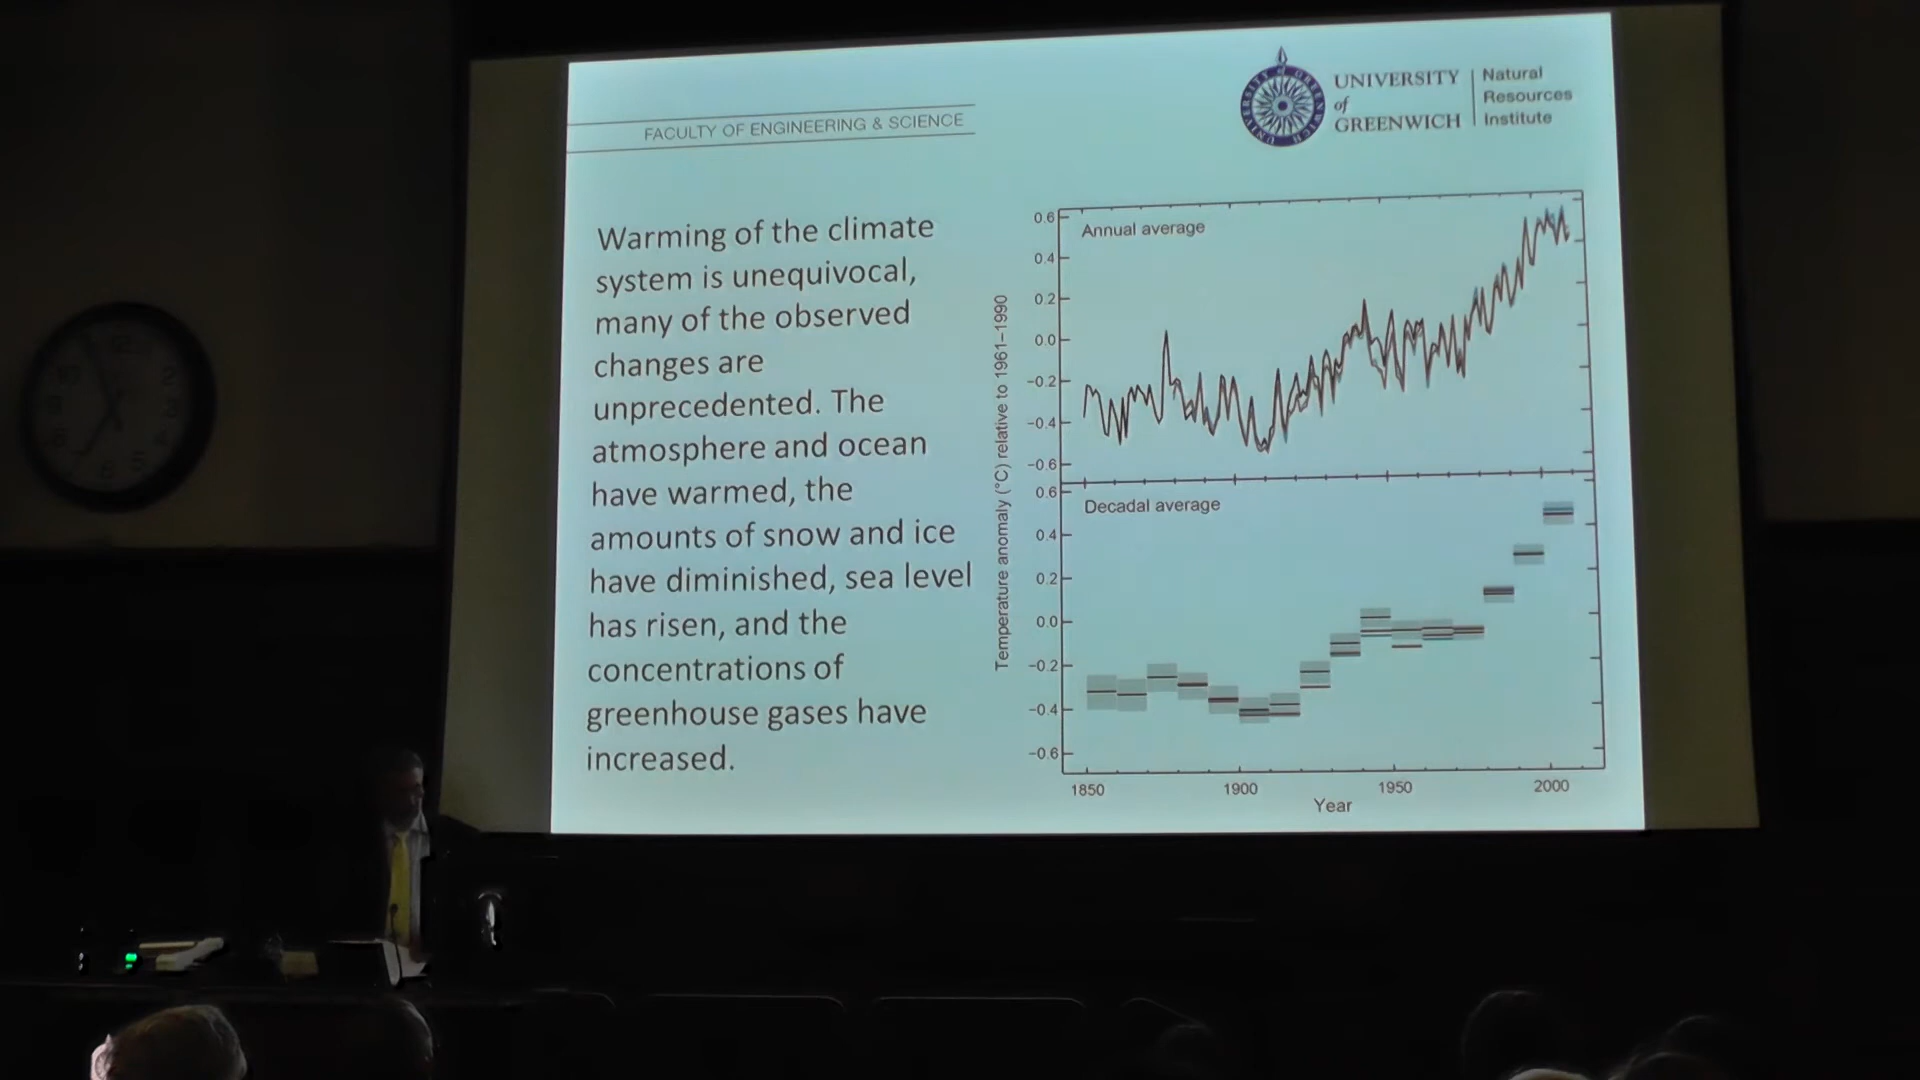 FACULTY OF ENGINEERING & SCIENCE
UNIVERSITY
of
GREENWICH
Natural
Resources
Institute
Warming of the climate
system is unequivocal,
many of the observed
changes are
unprecedented. The
atmosphere and ocean
have warmed, the
amounts of snow and ice
have diminished, sea level
has risen, and the
concentrations of
greenhouse gases have
increased.
Temperature anomaly (°C) relative to 1961–1990
Annual average
0.6
0.4
0.2
0.0
−0.2
−0.4
−0.6
Decadal average
0.6
0.4
0.2
0.0
−0.2
−0.4
−0.6
1850
1900
1950
2000
Year